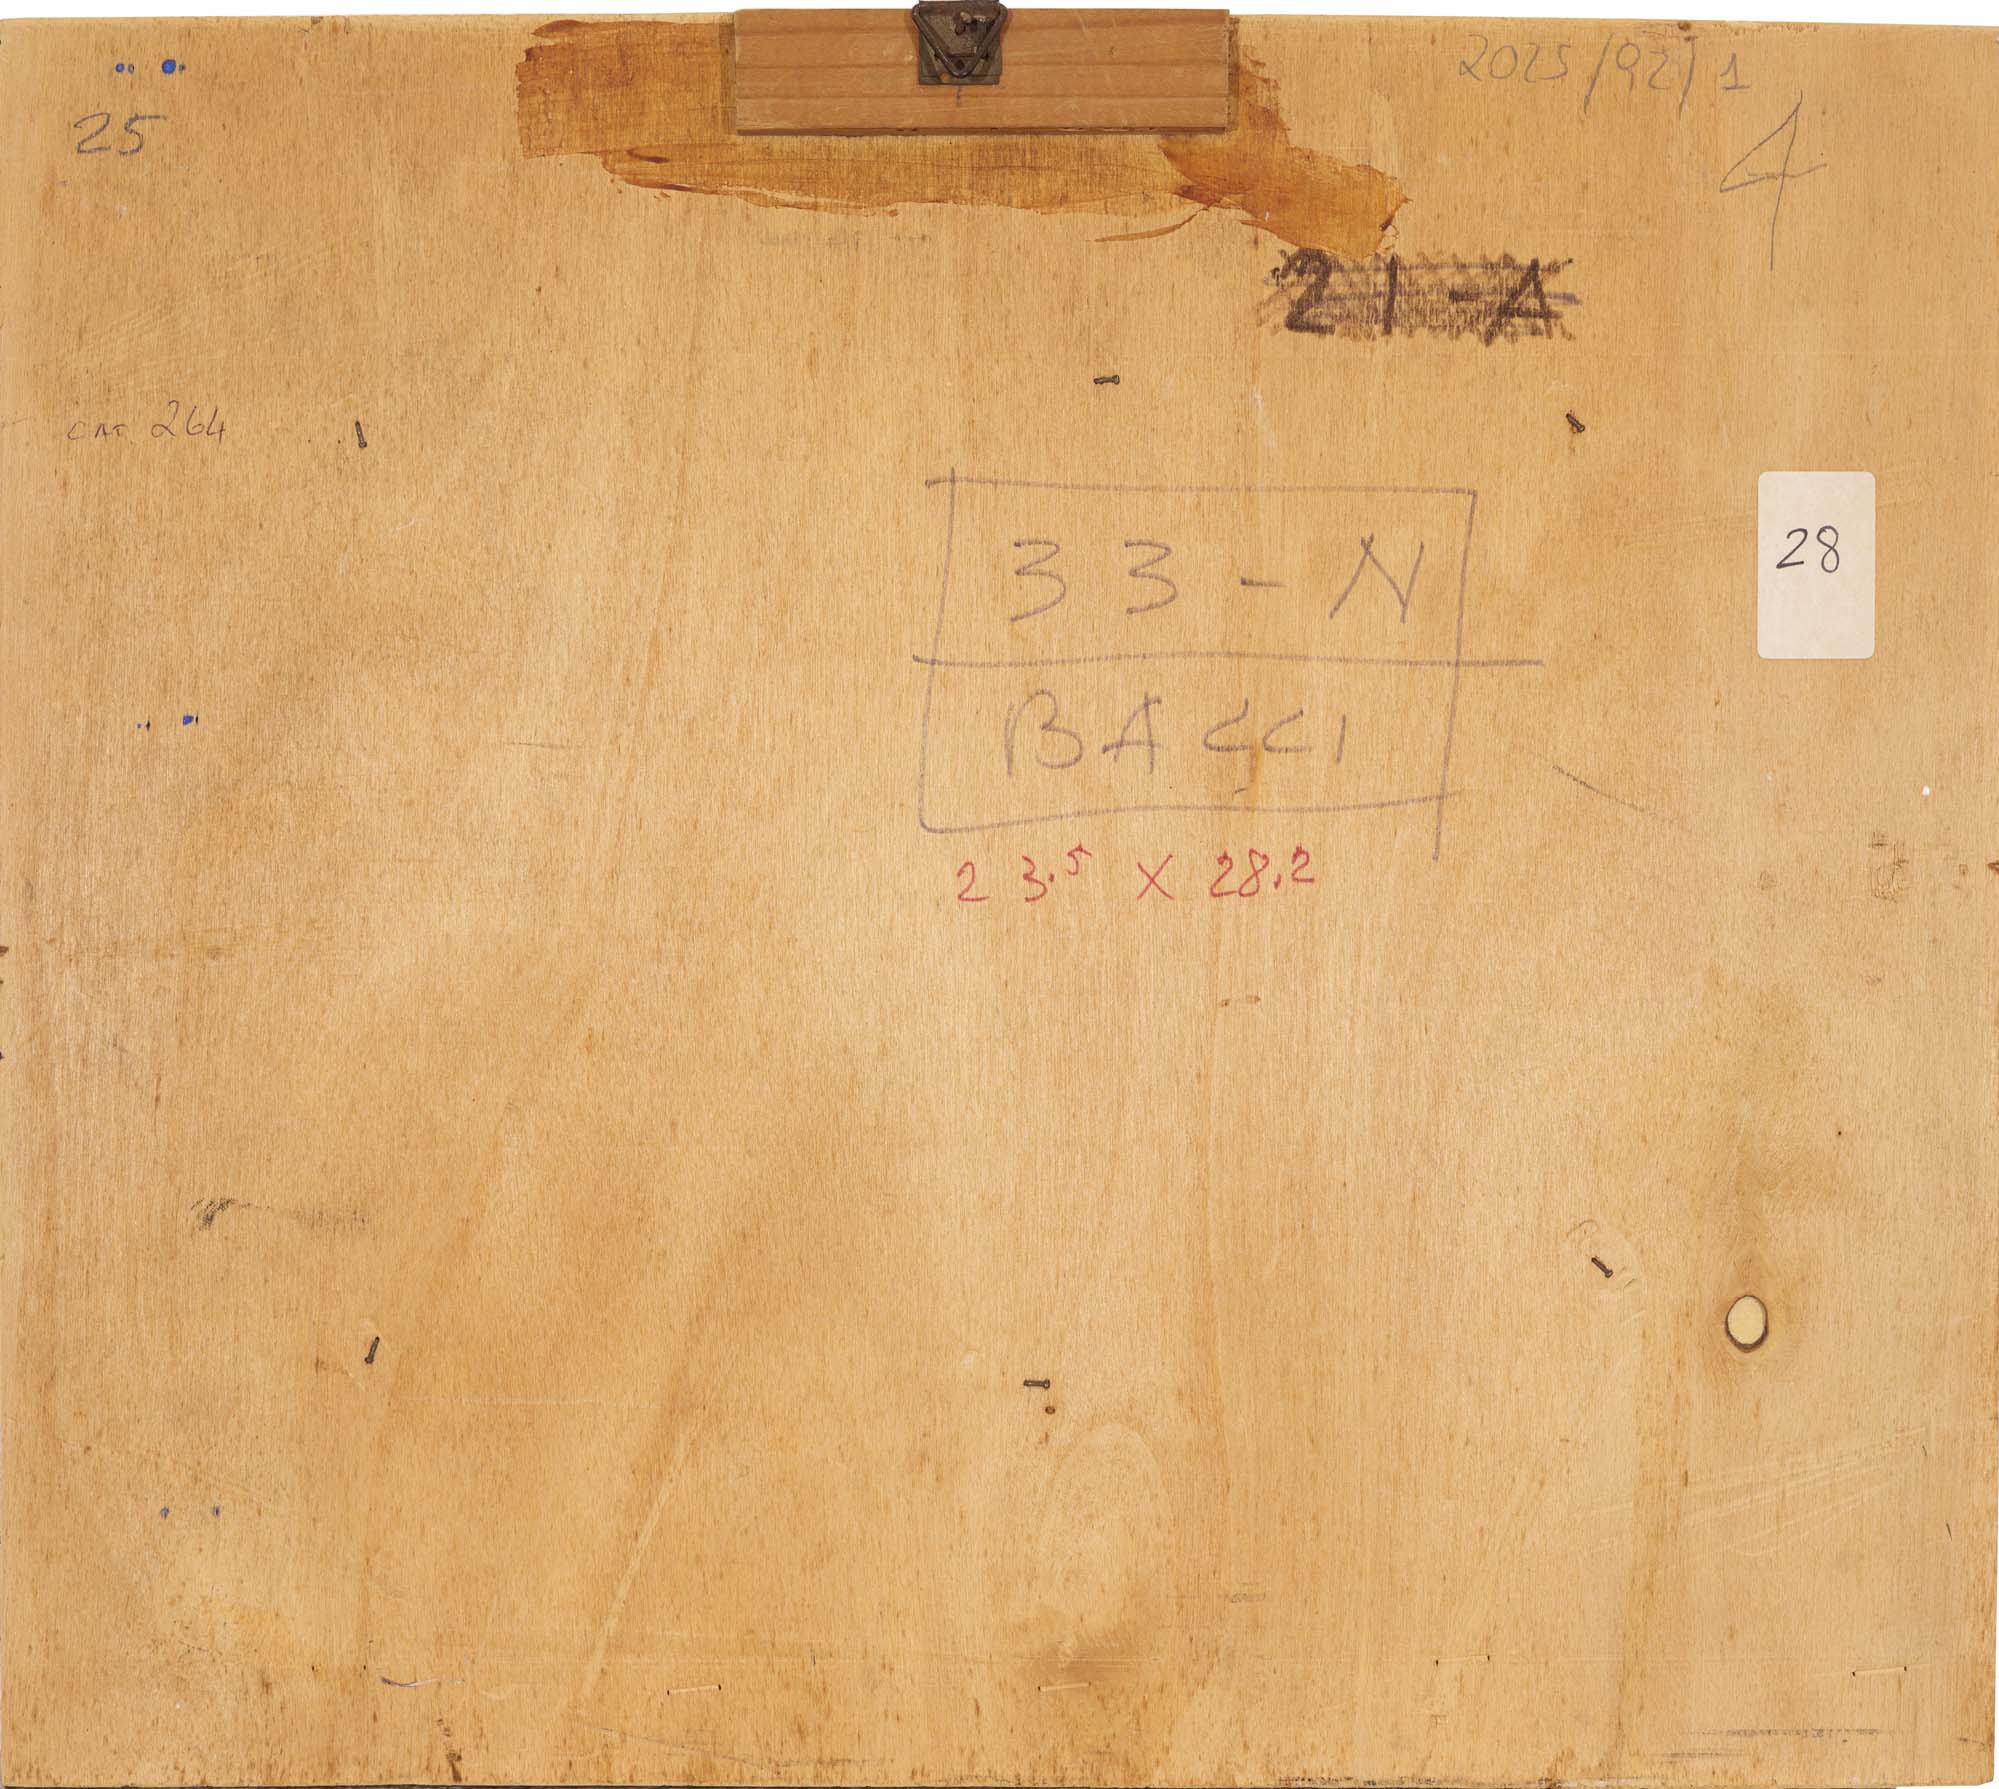 25
2025/92/1
4
21-A
CAT. 264
33-N
28
BACCI
23.5 X 28.2